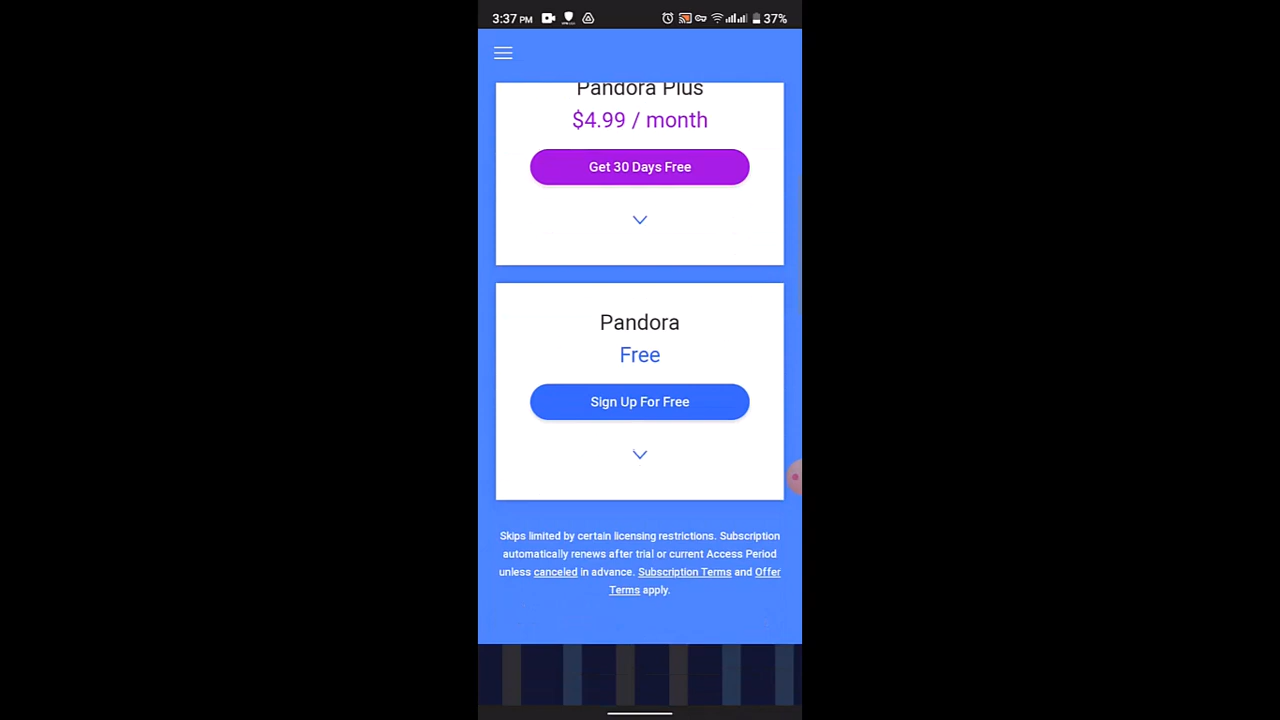 3:37 PM
37%
Pandora Plus
$4.99 / month
Get 30 Days Free
Pandora
Free
Sign Up For Free
Skips limited by certain licensing restrictions. Subscription
automatically renews after trial or current Access Period
unless canceled in advance. Subscription Terms and Offer
Terms apply.